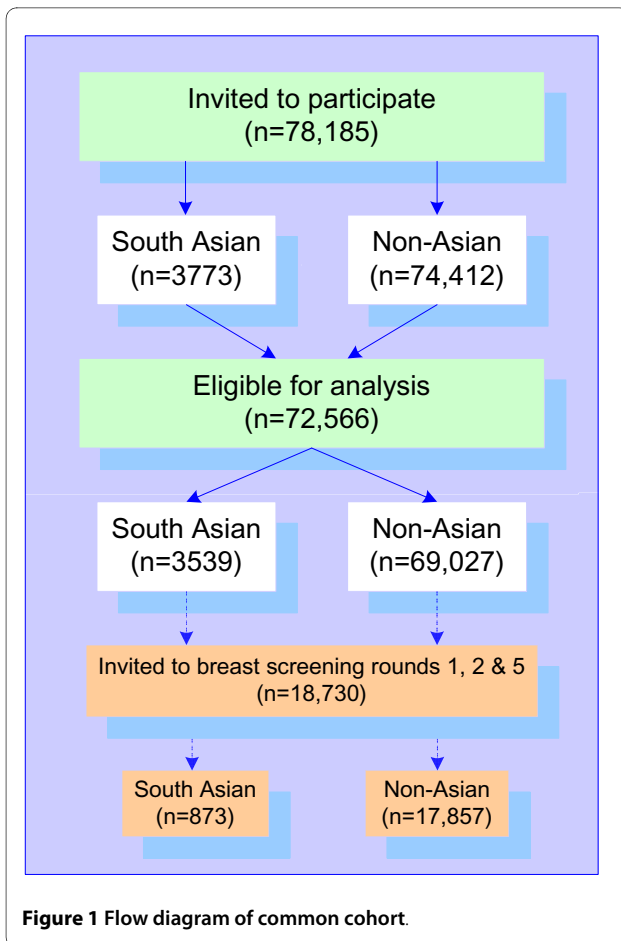 Invited to participate
(n=78,185)
South Asian
(n=3773)
Non-Asian
(n=74,412)
Eligible for analysis
(n=72,566)
South Asian
(n=3539)
Non-Asian
(n=69,027)
Invited to breast screening rounds 1, 2 & 5
(n=18,730)
South Asian
(n=873)
Non-Asian
(n=17,857)
Figure 1 Flow diagram of common cohort.